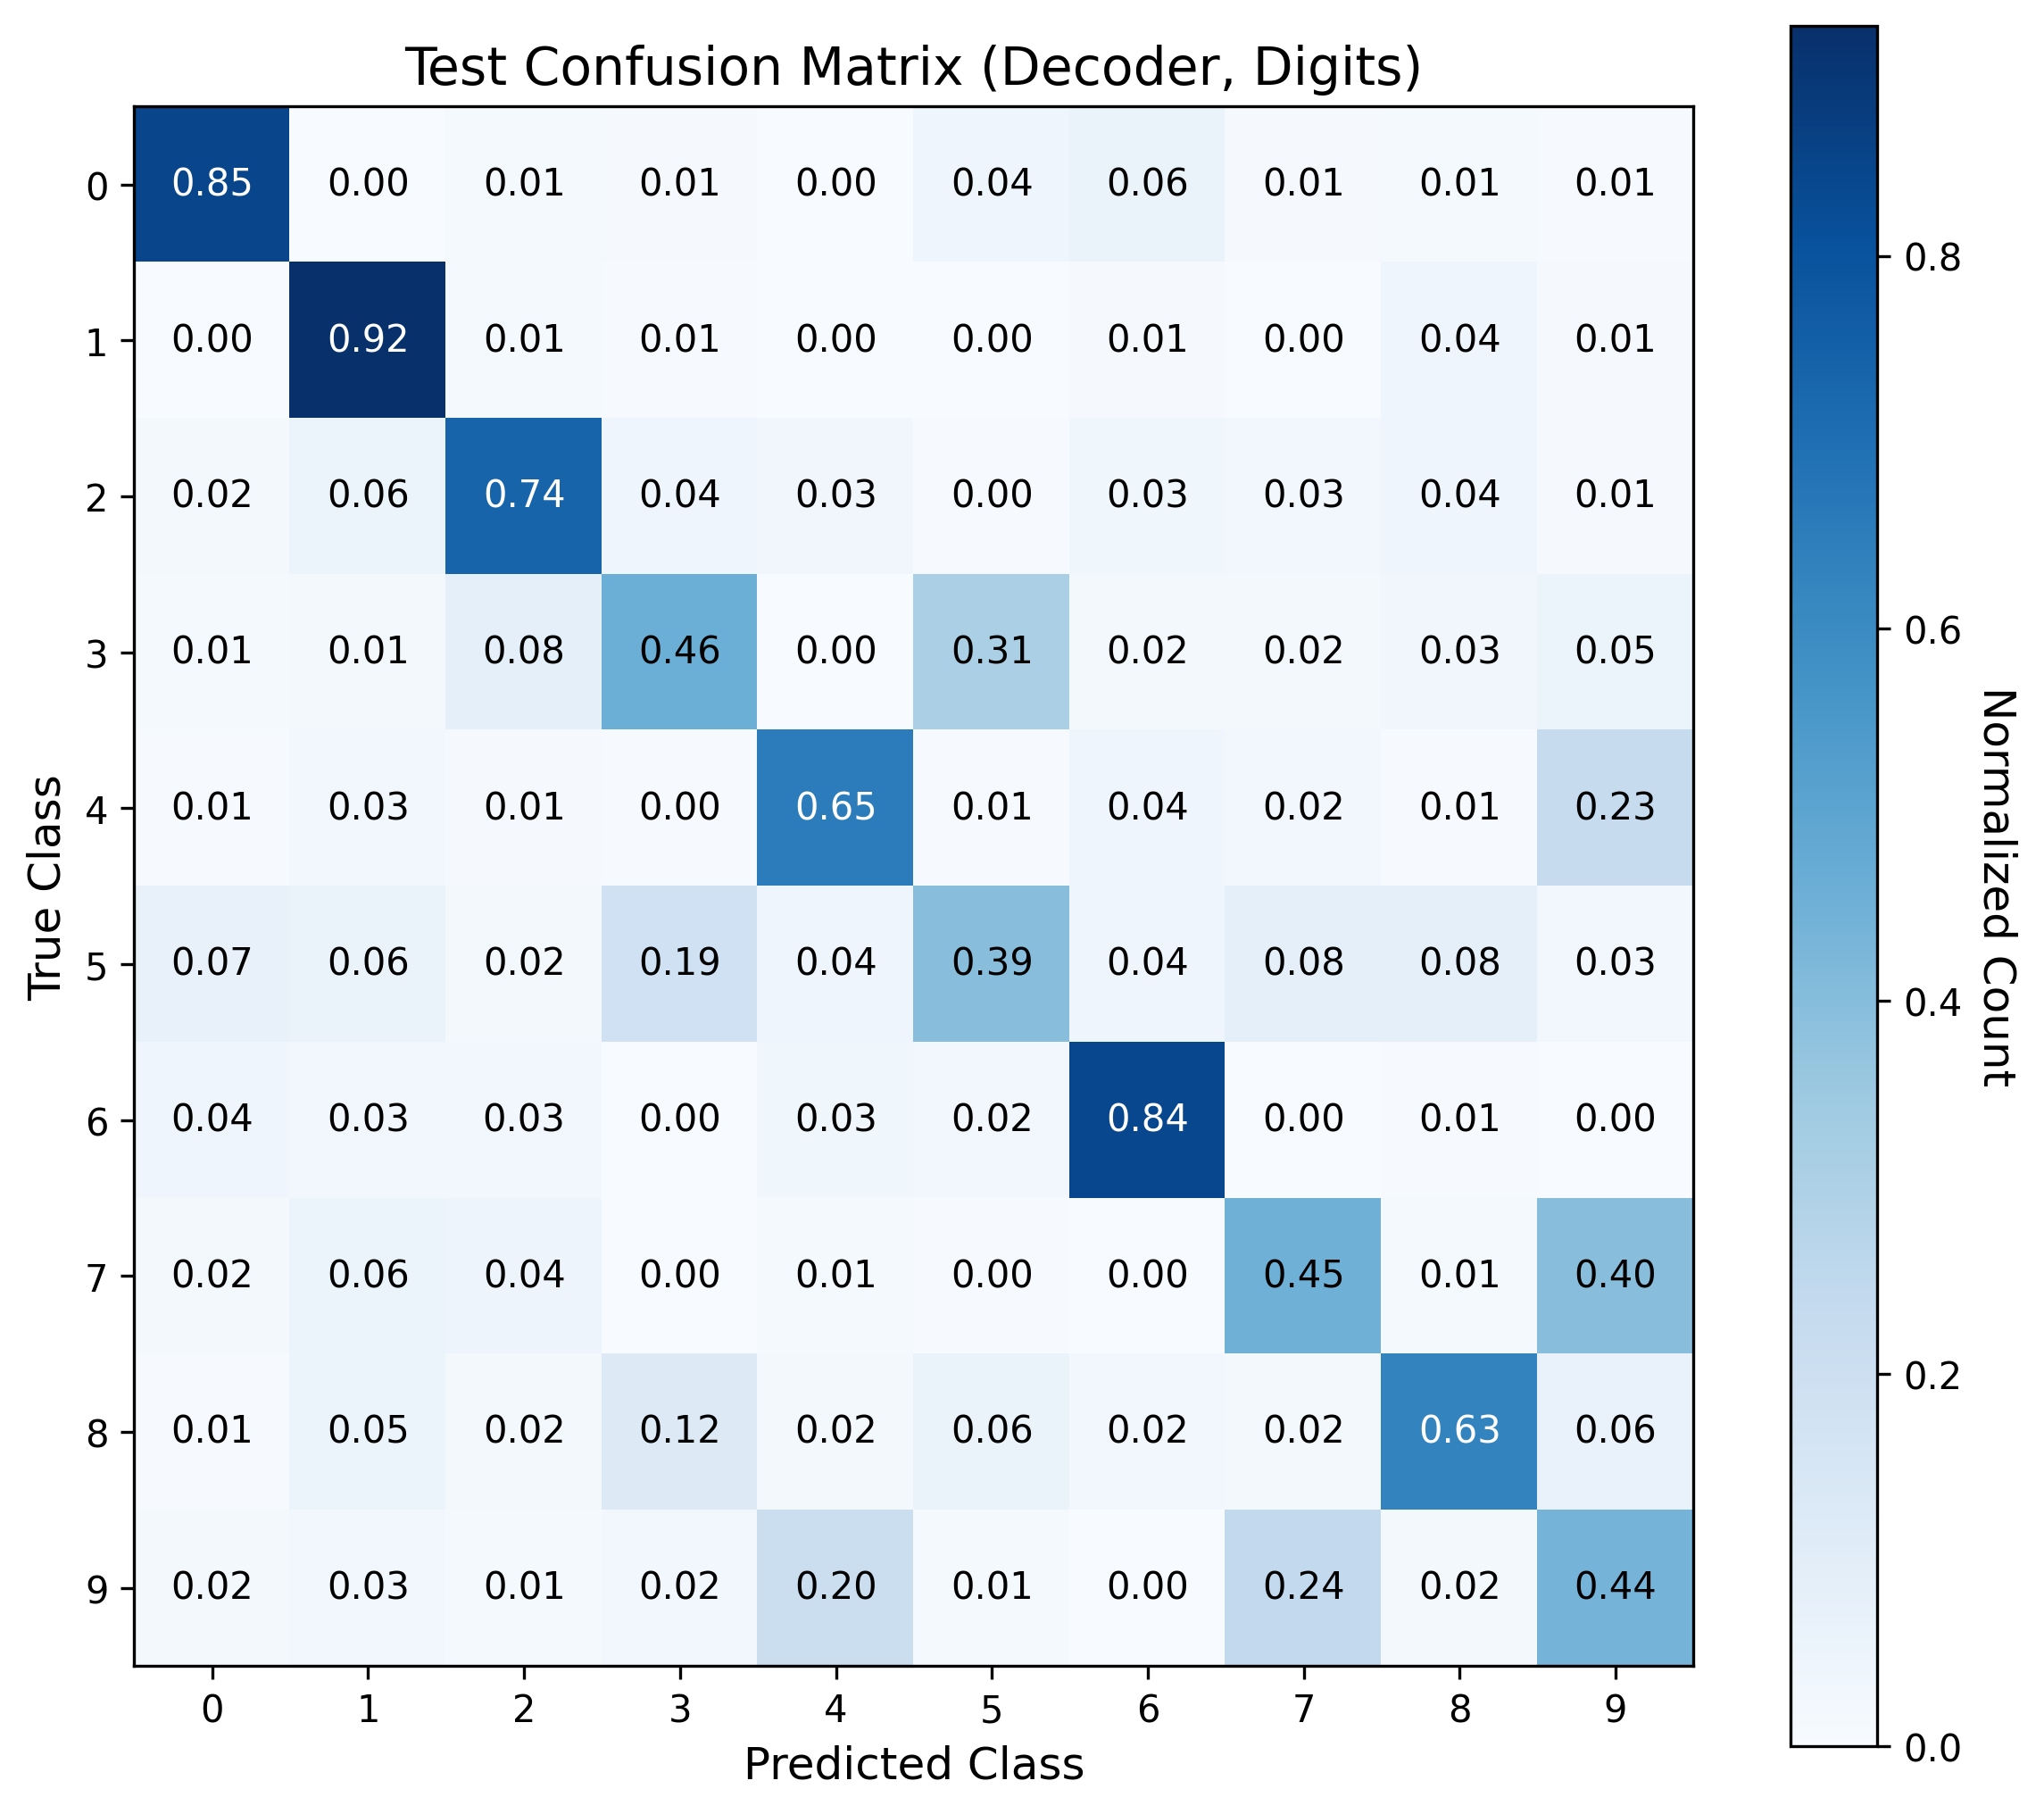 Test Confusion Matrix (Decoder, Digits)
0 0.85 0.00 0.01 0.01 0.00 0.04 0.06 0.01 0.01 0.01
1 0.00 0.92 0.01 0.01 0.00 0.00 0.01 0.00 0.04 0.01
2 0.02 0.06 0.74 0.04 0.03 0.00 0.03 0.03 0.04 0.01
3 0.01 0.01 0.08 0.46 0.00 0.31 0.02 0.02 0.03 0.05
4 0.01 0.03 0.01 0.00 0.65 0.01 0.04 0.02 0.01 0.23
5 0.07 0.06 0.02 0.19 0.04 0.39 0.04 0.08 0.08 0.03
6 0.04 0.03 0.03 0.00 0.03 0.02 0.84 0.00 0.01 0.00
7 0.02 0.06 0.04 0.00 0.01 0.00 0.00 0.45 0.01 0.40
8 0.01 0.05 0.02 0.12 0.02 0.06 0.02 0.02 0.63 0.06
9 0.02 0.03 0.01 0.02 0.20 0.01 0.00 0.24 0.02 0.44
0 1 2 3 4 5 6 7 8 9
Predicted Class
True Class
0.8
0.6
0.4
0.2
0.0
Normalized Count